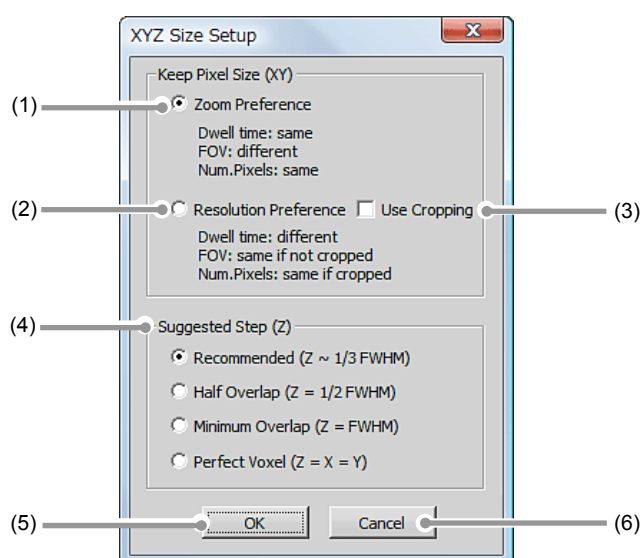 XYZ Size Setup
Keep Pixel Size (XY)
(1)
Zoom Preference
Dwell time: same
FOV: different
Num.Pixels: same
(2)
Resolution Preference
Use Cropping
(3)
Dwell time: different
FOV: same if not cropped
Num.Pixels: same if cropped
(4)
Suggested Step (Z)
Recommended (Z ~ 1/3 FWHM)
Half Overlap (Z = 1/2 FWHM)
Minimum Overlap (Z = FWHM)
Perfect Voxel (Z = X = Y)
(5)
OK
Cancel
(6)